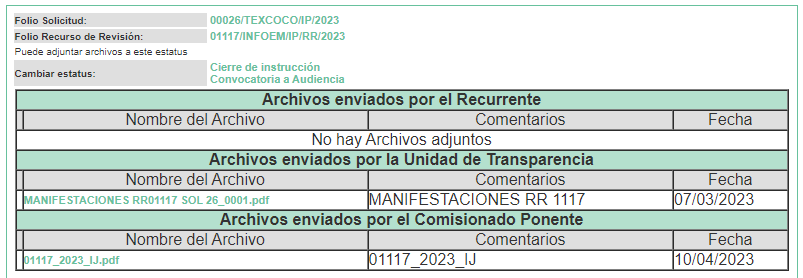 Folio Solicitud: 00026/TEXCOCO/IP/2023
Folio Recurso de Revisión: 01117/INFOEM/IP/RR/2023
Puede adjuntar archivos a este estatus
Cambiar estatus: Cierre de instrucción
Convocatoria a Audiencia
Archivos enviados por el Recurrente
Nombre del Archivo Comentarios Fecha
No hay Archivos adjuntos
Archivos enviados por la Unidad de Transparencia
Nombre del Archivo Comentarios Fecha
MANIFESTACIONES RR01117 SOL 26_0001.pdf MANIFESTACIONES RR 1117 07/03/2023
Archivos enviados por el Comisionado Ponente
Nombre del Archivo Comentarios Fecha
01117_2023_IJ.pdf 01117_2023_IJ 10/04/2023